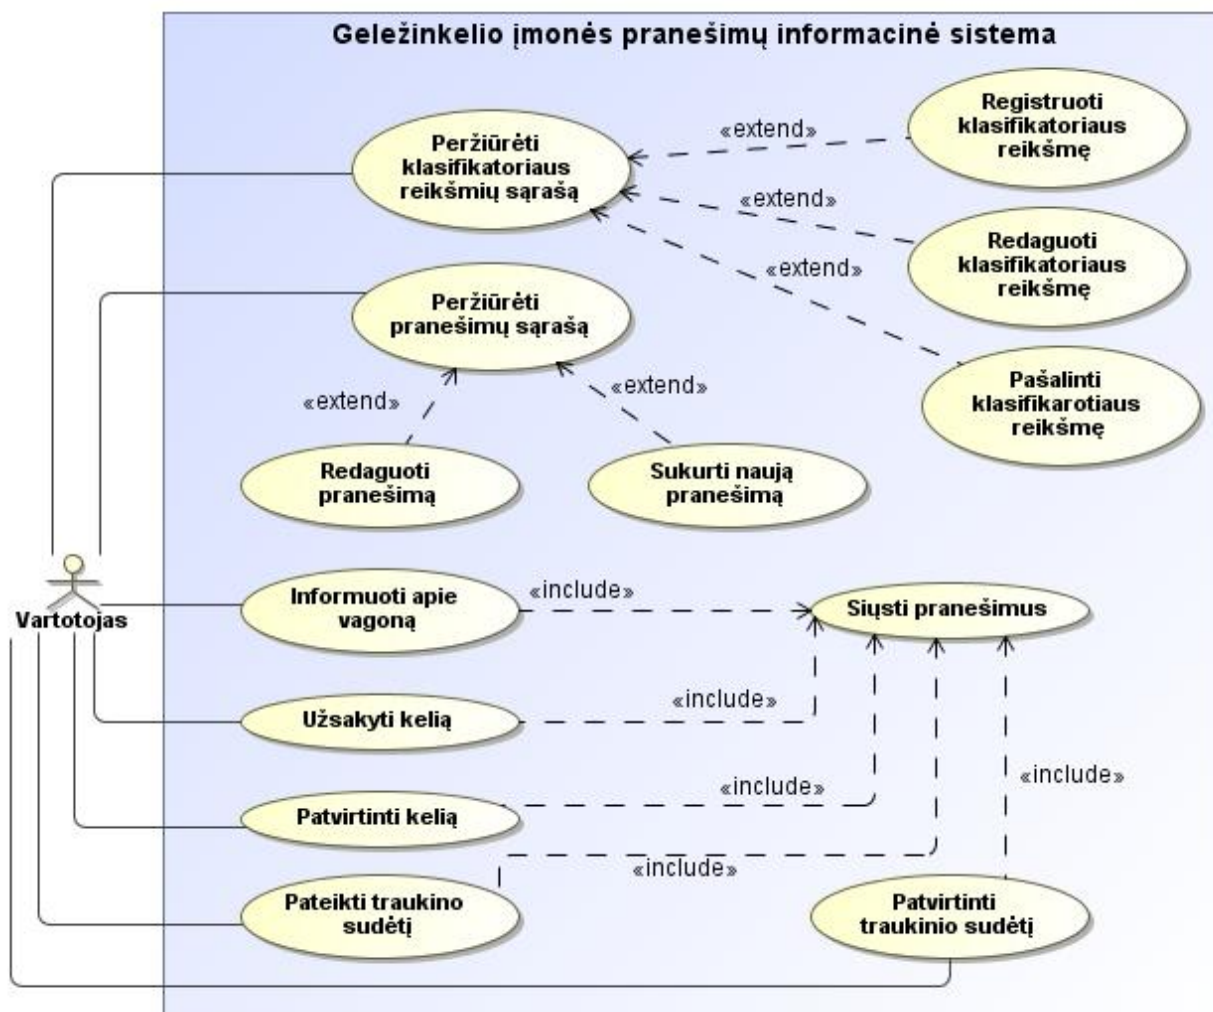 Geležinkelio įmonės pranešimų informacinė sistema
Peržiūrėti
klasifikatoriaus
reikšmių sąrašą
«extend»
Registruoti
klasifikatoriaus
reikšmę
«extend»
Redaguoti
klasifikatoriaus
reikšmę
«extend»
Pašalinti
klasifikarotiaus
reikšmę
Peržiūrėti
pranešimų sąrašą
«extend»
«extend»
Redaguoti
pranešimą
Sukurti naują
pranešimą
Vartotojas
Informuoti apie
vagoną
«include»
Siųsti pranešimus
Užsakyti kelią
«include»
Patvirtinti kelią
«include»
«include»
Pateikti traukino
sudėtį
«include»
Patvirtinti
traukinio sudėtį